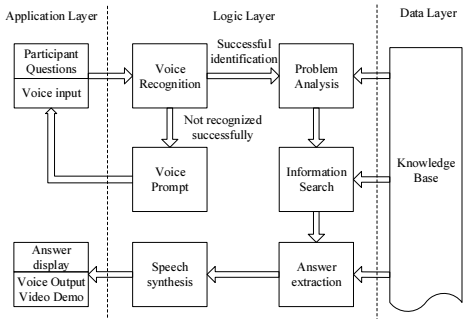 Application Layer
Logic Layer
Data Layer
Participant
Questions
Voice input
Voice
Recognition
Successful
identification
Problem
Analysis
Not recognized
successfully
Voice
Prompt
Information
Search
Knowledge
Base
Answer
display
Voice Output
Video Demo
Speech
synthesis
Answer
extraction